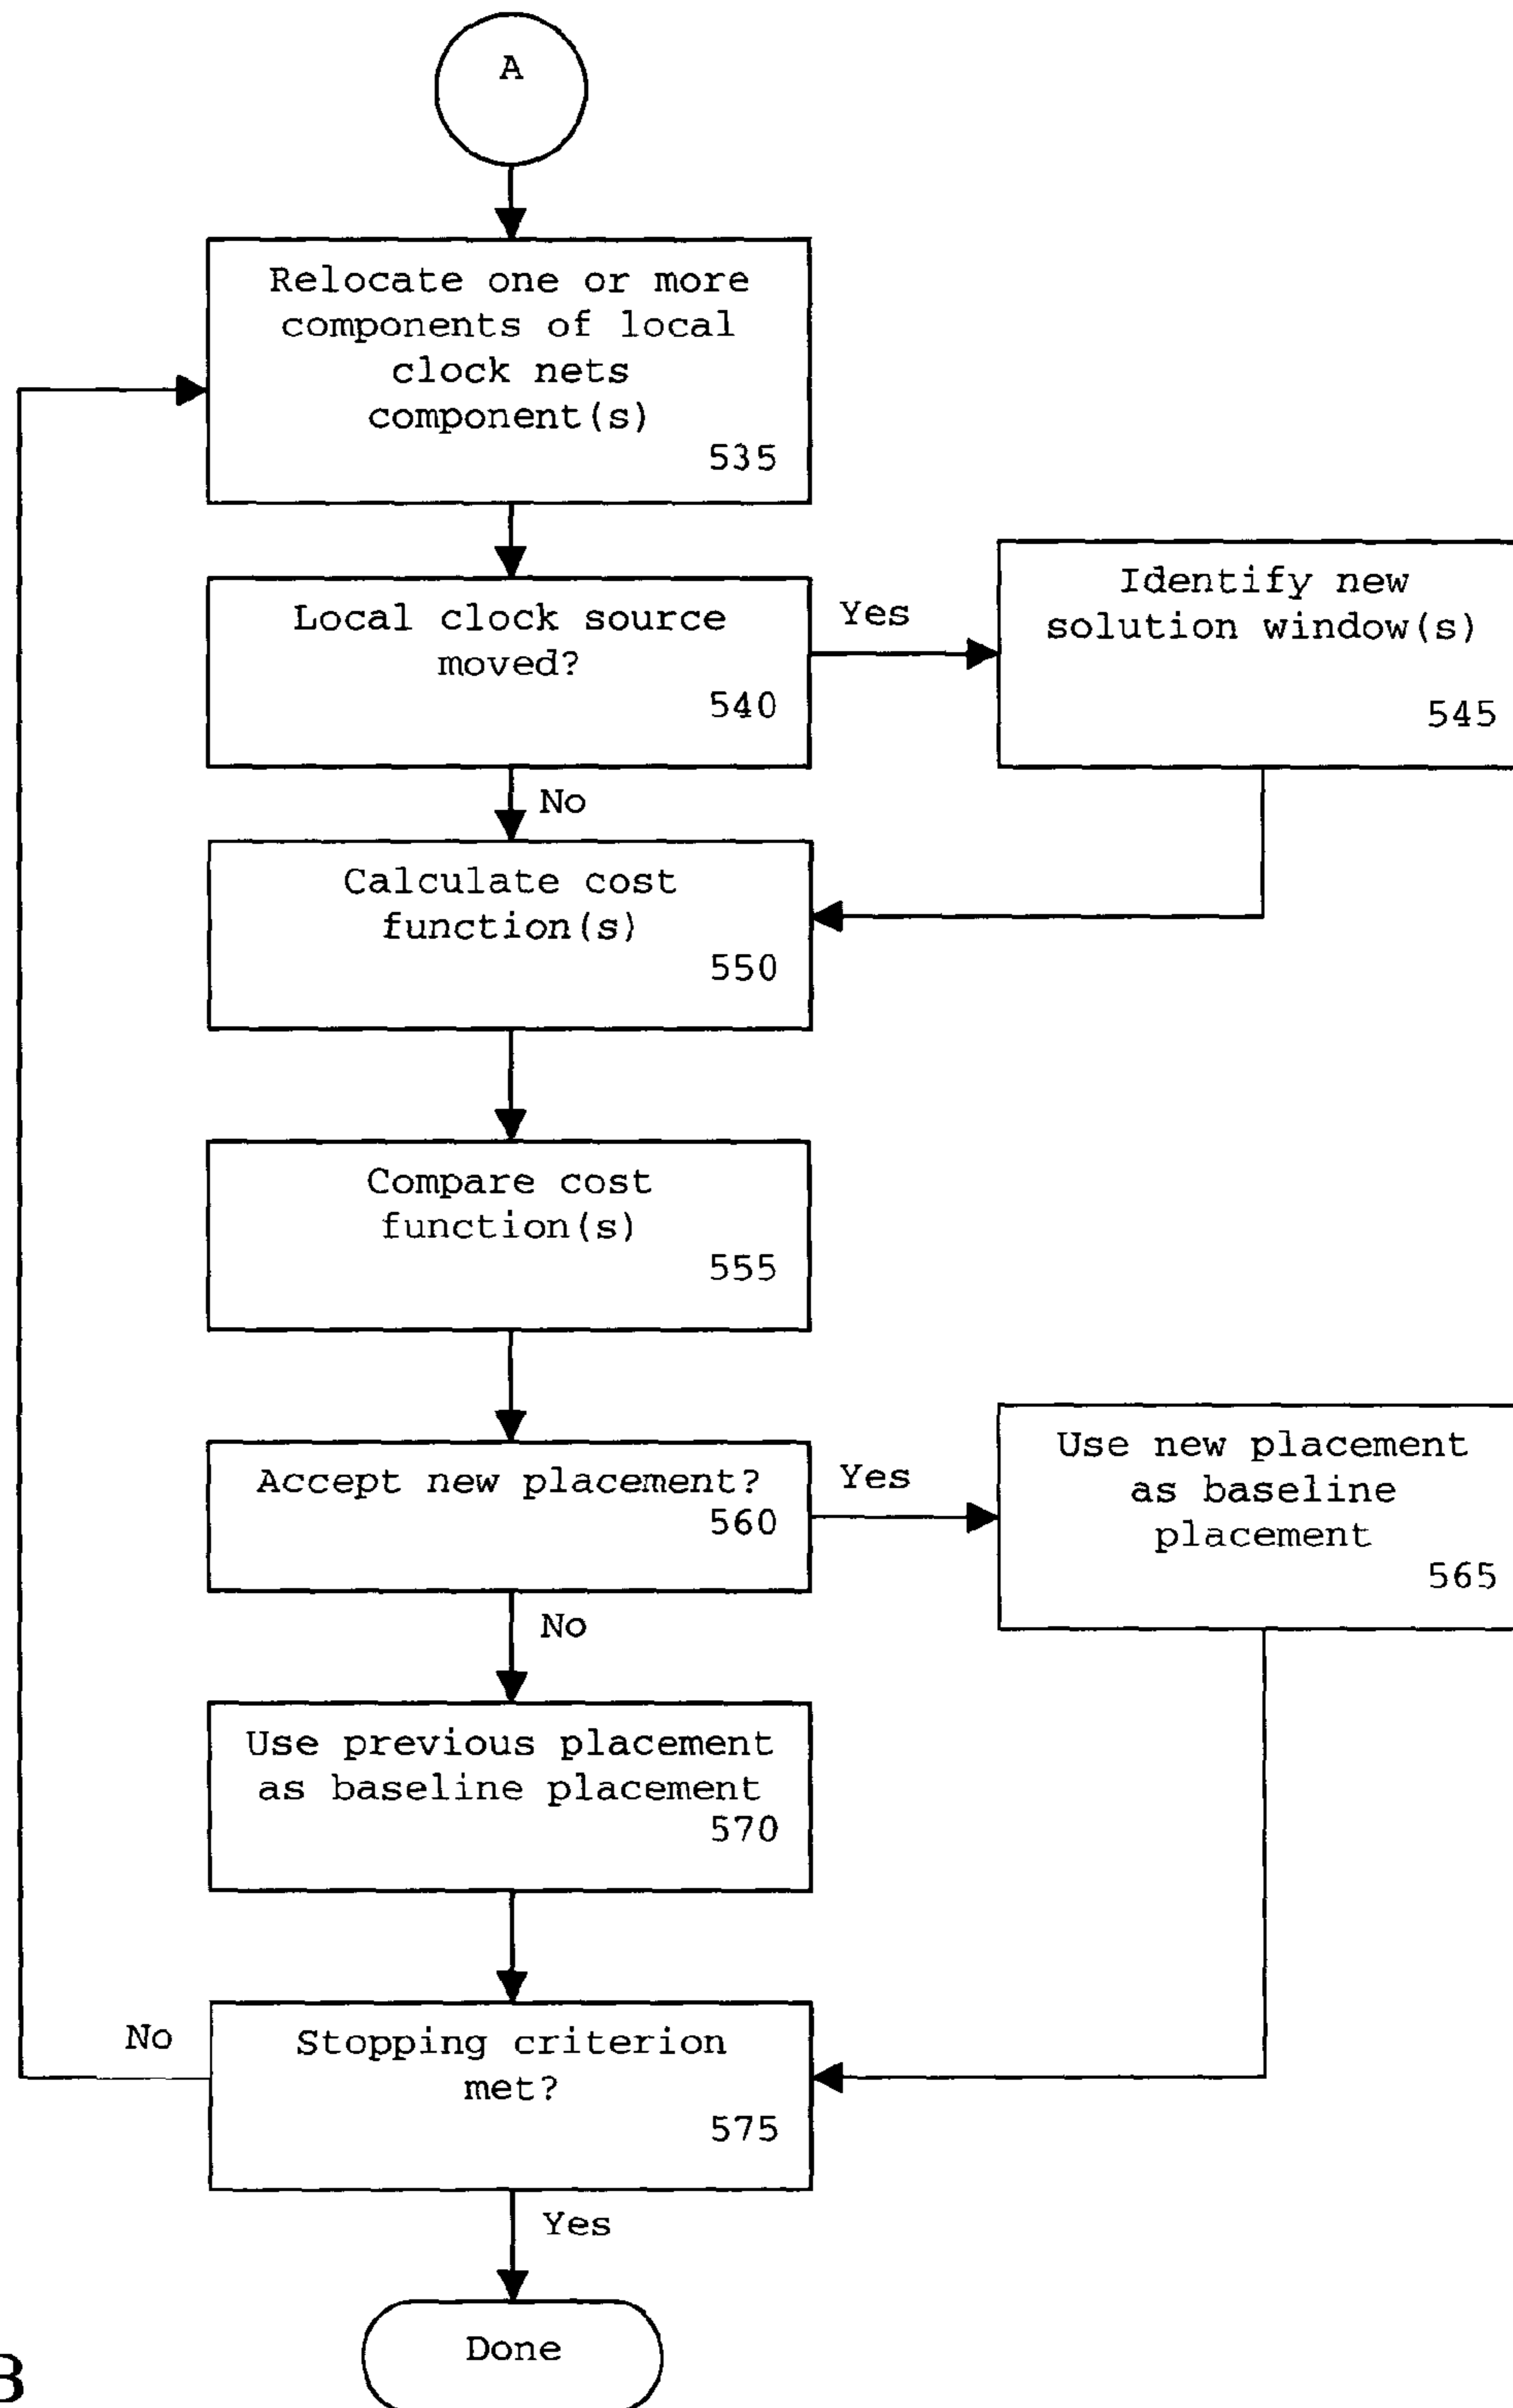 A
Relocate one or more
components of local
clock nets
component(s)
535
Local clock source
moved?
540
Yes
Identify new
solution window(s)
545
No
Calculate cost
function(s)
550
Compare cost
function(s)
555
Accept new placement?
560
Yes
Use new placement
as baseline
placement
565
No
Use previous placement
as baseline placement
570
No
Stopping criterion
met?
575
Yes
Done